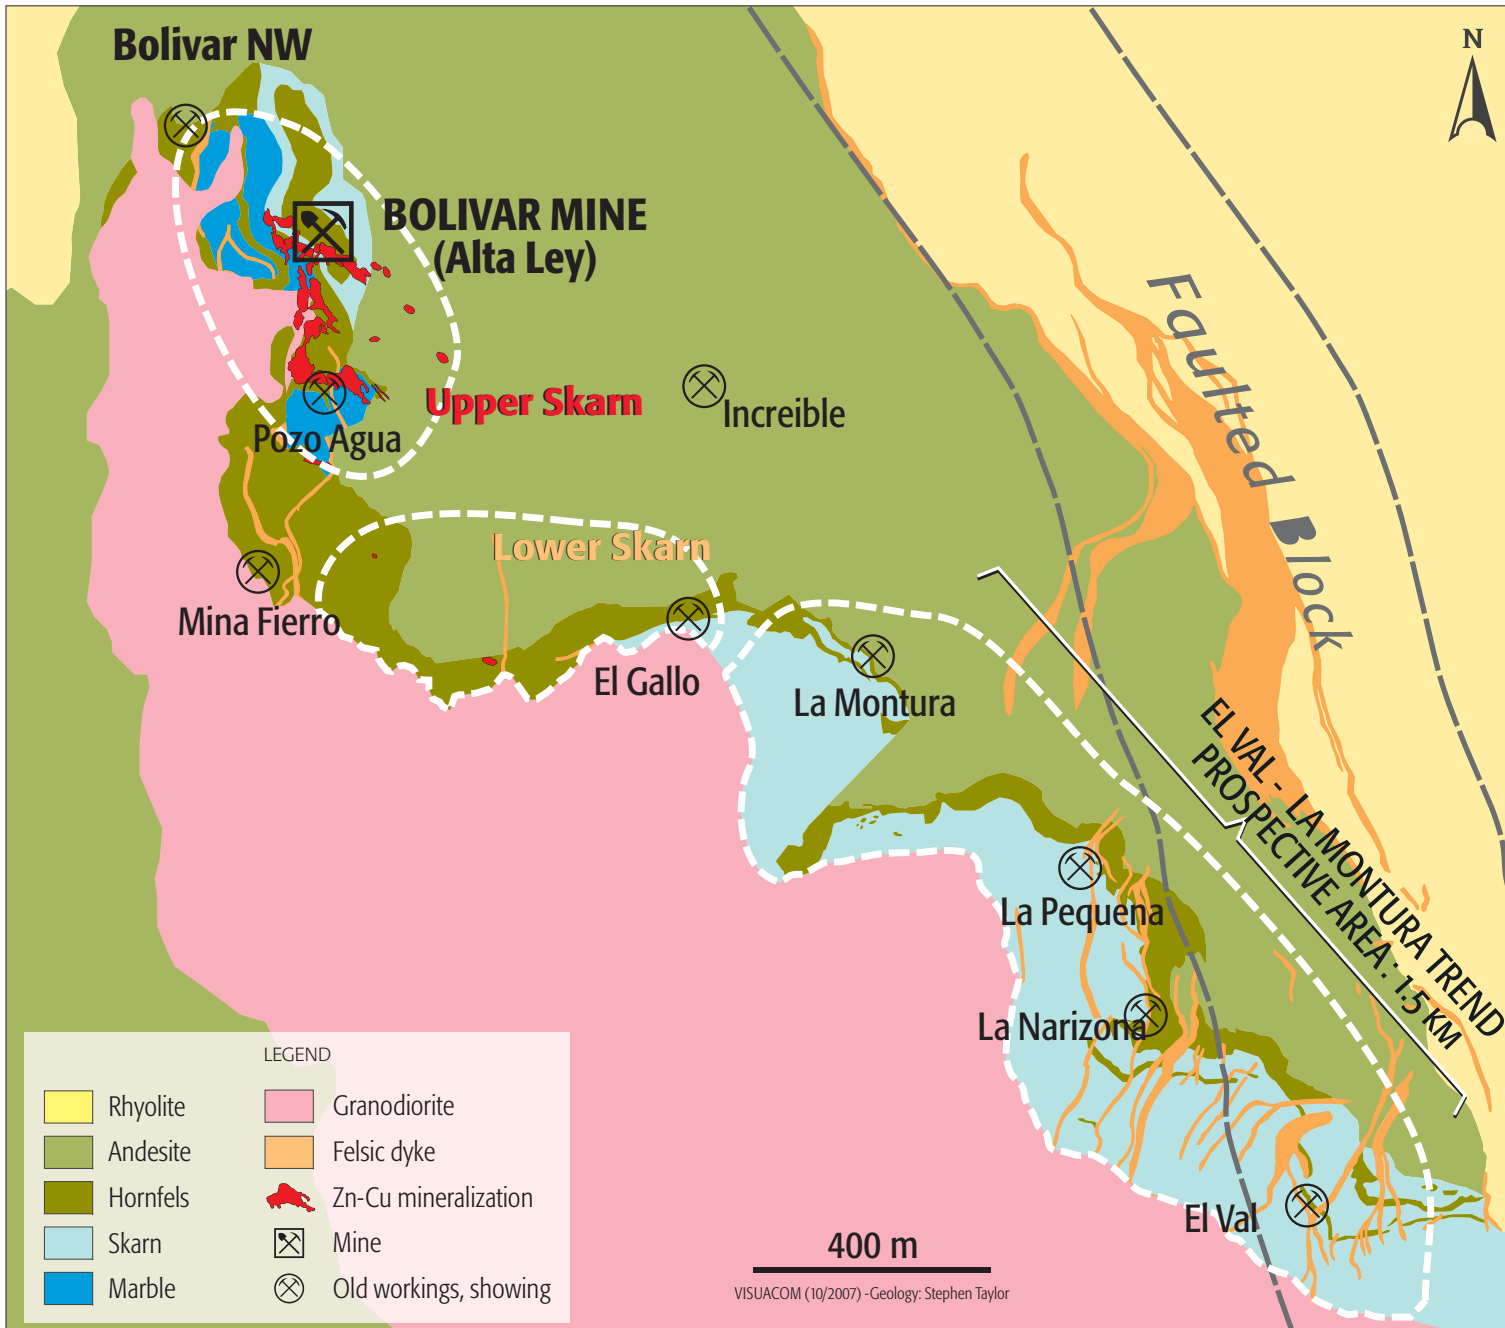 Bolivar NW
N
BOLIVAR MINE
(Alta Ley)
Faulted Block
Upper Skarn
Increible
Pozo Agua
Lower Skarn
Mina Fierro
El Gallo
La Montura
EL VAL - LA MONTURA TREND
PROSPECTIVE AREA : 1.5 KM
La Pequena
La Narizona
El Val
LEGEND
Rhyolite
Andesite
Hornfels
Skarn
Marble
Granodiorite
Felsic dyke
Zn-Cu mineralization
Mine
Old workings, showing
400 m
VISUACOM (10/2007) -Geology: Stephen Taylor